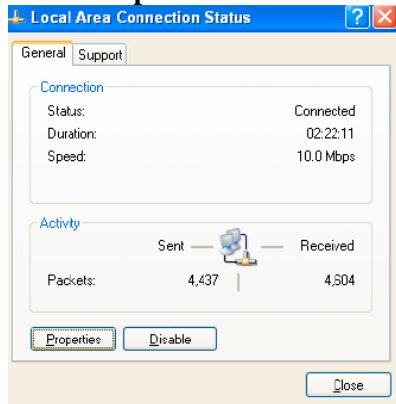 Local Area Connection Status
General Support
Connection
Status: Connected
Duration: 02:22:11
Speed: 10.0 Mbps
Activity
Sent Received
Packets: 4,437 4,604
Properties Disable
Close